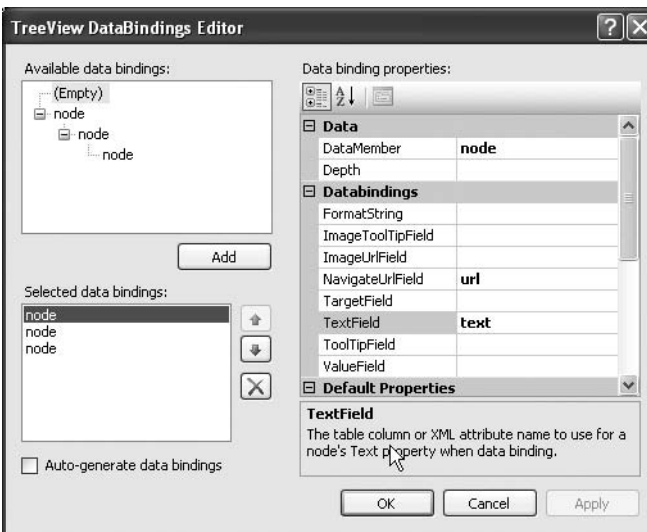 TreeView DataBindings Editor
Available data bindings:
(Empty)
node
node
node
Add
Selected data bindings:
node
node
node
Auto-generate data bindings
Data binding properties:
Data
DataMember node
Depth
Databindings
FormatString
ImageToolTipField
ImageUrlField
NavigateUrlField url
TargetField
TextField text
ToolTipField
ValueField
Default Properties
TextField
The table column or XML attribute name to use for a
node's Text property when data binding.
OK Cancel Apply